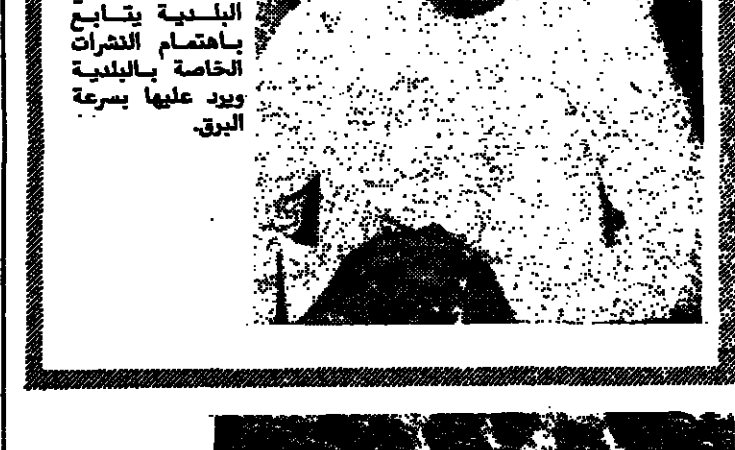 البلدية يتابع
باهتمام النشرات
الخاصة بالبلدية
ويرد عليها بسرعة
البرق.